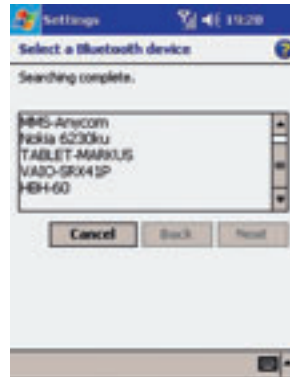 Settings 19:20
Select a Bluetooth device
Searching complete.
MMS-Anycom
Nokia 6230ku
TABLET-MARKUS
VAIO-SRX41P
HBH-60
Cancel Back Next